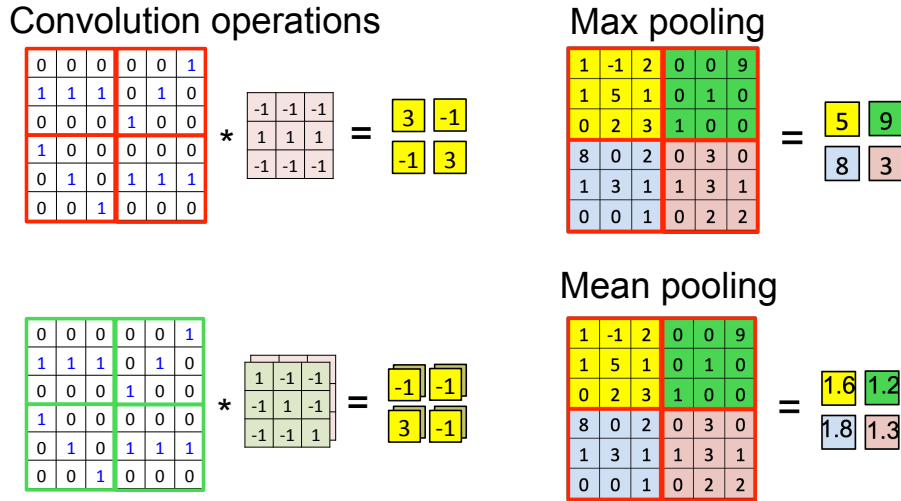 Convolution operations
0 0 0 0 0 1
1 1 1 0 1 0
0 0 0 1 0 0
1 0 0 0 0 0
0 1 0 1 1 1
0 0 1 0 0 0
*
-1 -1 -1
1 1 1
-1 -1 -1
=
3 -1
-1 3
Max pooling
1 -1 2 0 0 9
1 5 1 0 1 0
0 2 3 1 0 0
8 0 2 0 3 0
1 3 1 1 3 1
0 0 1 0 2 2
=
5 9
8 3
0 0 0 0 0 1
1 1 1 0 1 0
0 0 0 1 0 0
1 0 0 0 0 0
0 1 0 1 1 1
0 0 1 0 0 0
*
1 -1 -1
-1 1 -1
-1 -1 1
=
-1 -1
3 -1
Mean pooling
1 -1 2 0 0 9
1 5 1 0 1 0
0 2 3 1 0 0
8 0 2 0 3 0
1 3 1 1 3 1
0 0 1 0 2 2
=
1.6 1.2
1.8 1.3